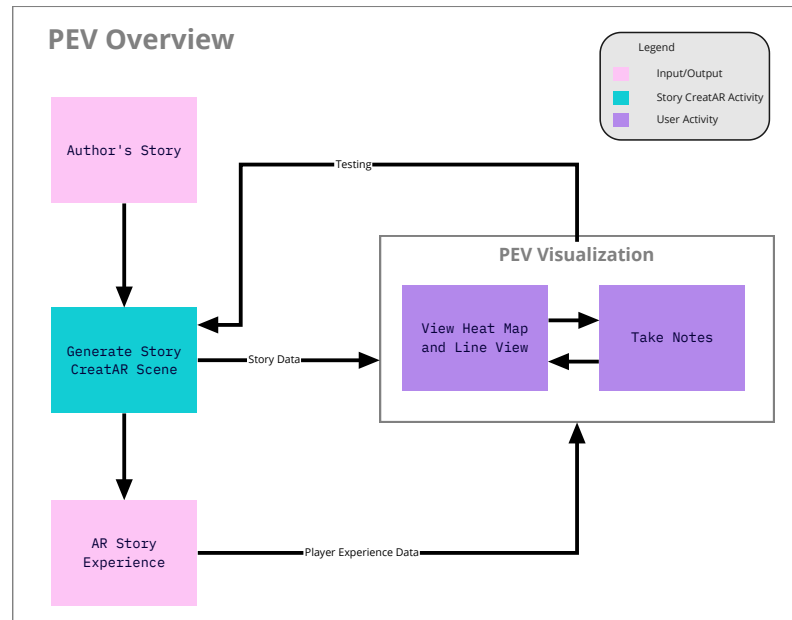 PEV Overview
Legend
Input/Output
Story CreatAR Activity
User Activity
Author's Story
Testing
PEV Visualization
View Heat Map
and Line View
Take Notes
Generate Story
CreatAR Scene
Story Data
AR Story
Experience
Player Experience Data